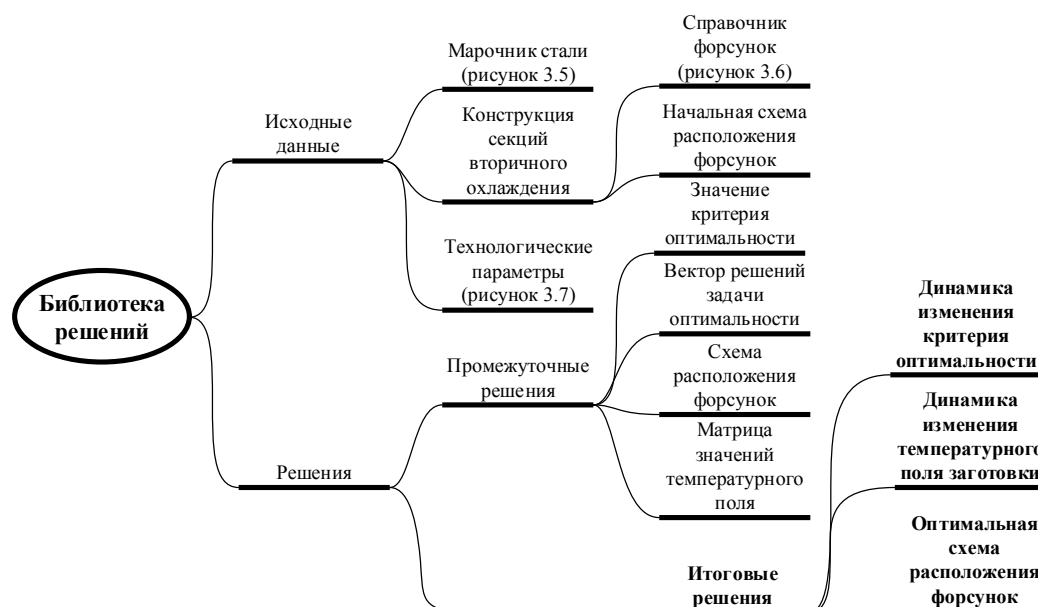 Библиотека
решений
Исходные
данные
Марочник стали
(рисунок 3.5)
Конструкция
секций
вторичного
охлаждения
Справочник
форсунок
(рисунок 3.6)
Начальная схема
расположения
форсунок
Технологические
параметры
(рисунок 3.7)
Решения
Промежуточные
решения
Значение
критерия
оптимальности
Вектор решений
задачи
оптимальности
Схема
расположения
форсунок
Матрица
значений
температурного
поля
Итоговые
решения
Динамика
изменения
критерия
оптимальности
Динамика
изменения
температурного
поля заготовки
Оптимальная
схема
расположения
форсунок